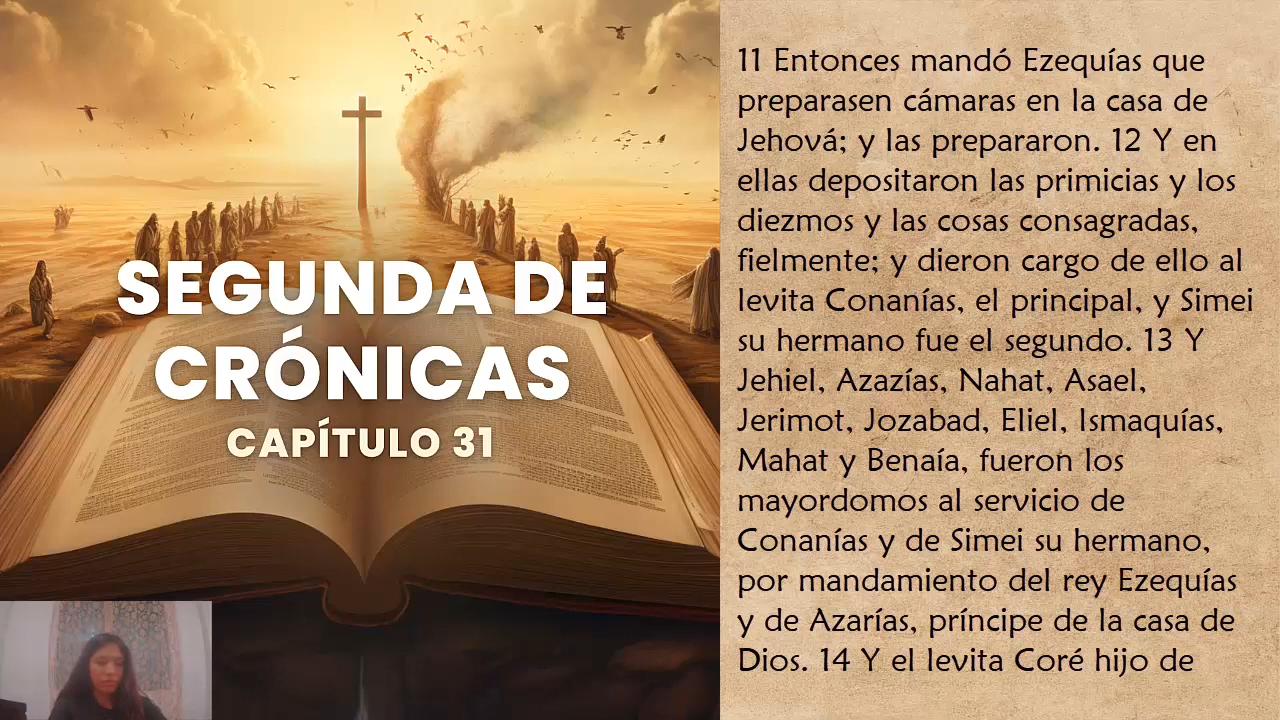 SEGUNDA DE
CRÓNICAS
CAPÍTULO 31
11 Entonces mandó Ezequías que
preparasen cámaras en la casa de
Jehová; y las prepararon. 12 Y en
ellas depositaron las primicias y los
diezmos y las cosas consagradas,
fielmente; y dieron cargo de ello al
levita Conanías, el principal, y Simei
su hermano fue el segundo. 13 Y
Jehiel, Azazías, Nahat, Asael,
Jerimot, Jozabad, Eliel, Ismaquías,
Mahat y Benaía, fueron los
mayordomos al servicio de
Conanías y de Simei su hermano,
por mandamiento del rey Ezequías
y de Azarías, príncipe de la casa de
Dios. 14 Y el levita Coré hijo de